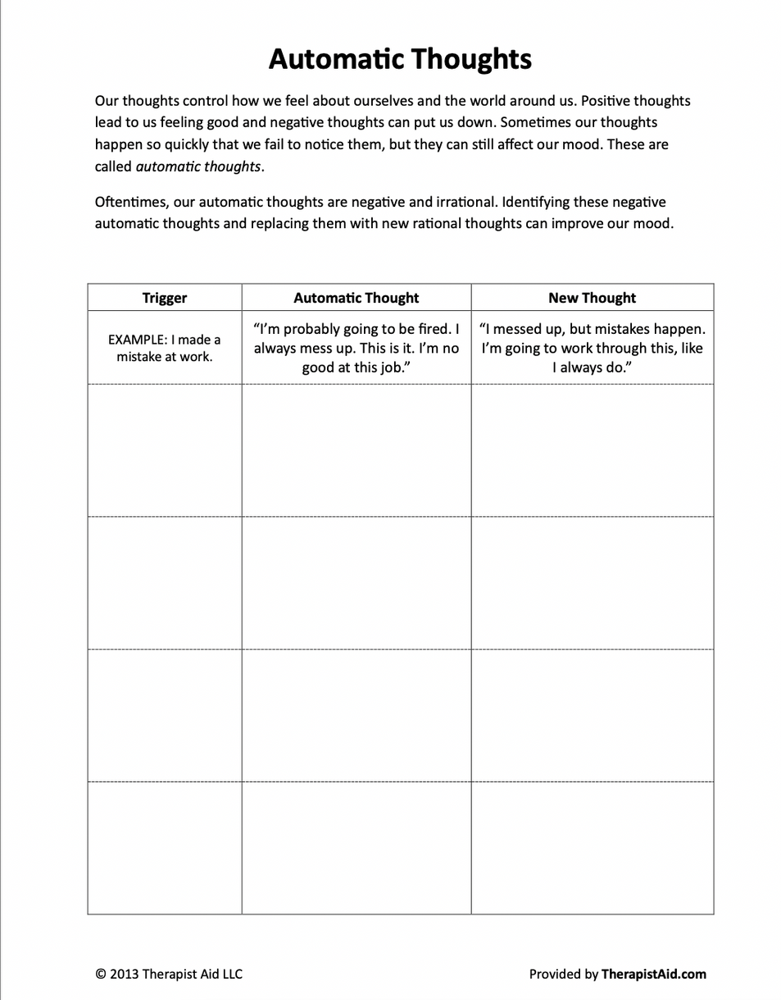 Automatic Thoughts
Our thoughts control how we feel about ourselves and the world around us. Positive thoughts
lead to us feeling good and negative thoughts can put us down. Sometimes our thoughts
happen so quickly that we fail to notice them, but they can still affect our mood. These are
called automatic thoughts.
Oftentimes, our automatic thoughts are negative and irrational. Identifying these negative
automatic thoughts and replacing them with new rational thoughts can improve our mood.
Trigger
Automatic Thought
New Thought
EXAMPLE: I made a
mistake at work.
“I’m probably going to be fired. I
always mess up. This is it. I’m no
good at this job.”
“I messed up, but mistakes happen.
I’m going to work through this, like
I always do.”
© 2013 Therapist Aid LLC
Provided by TherapistAid.com